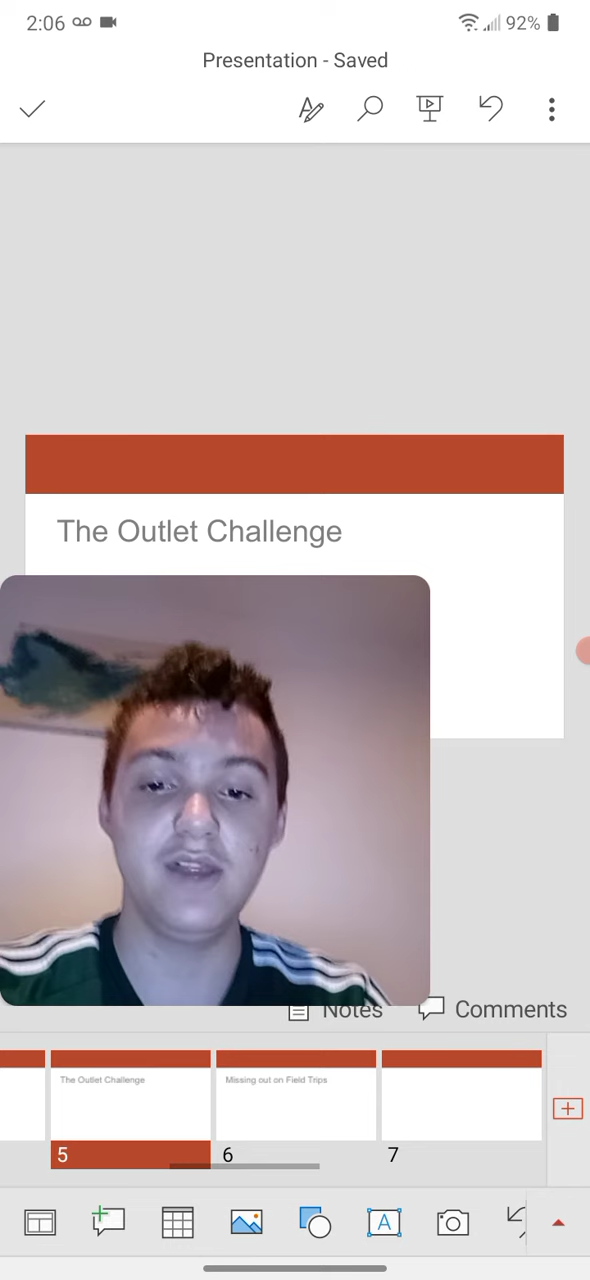 2:06
92%
Presentation - Saved
The Outlet Challenge
Notes
Comments
The Outlet Challenge
Missing out on Field Trips
5
6
7
A